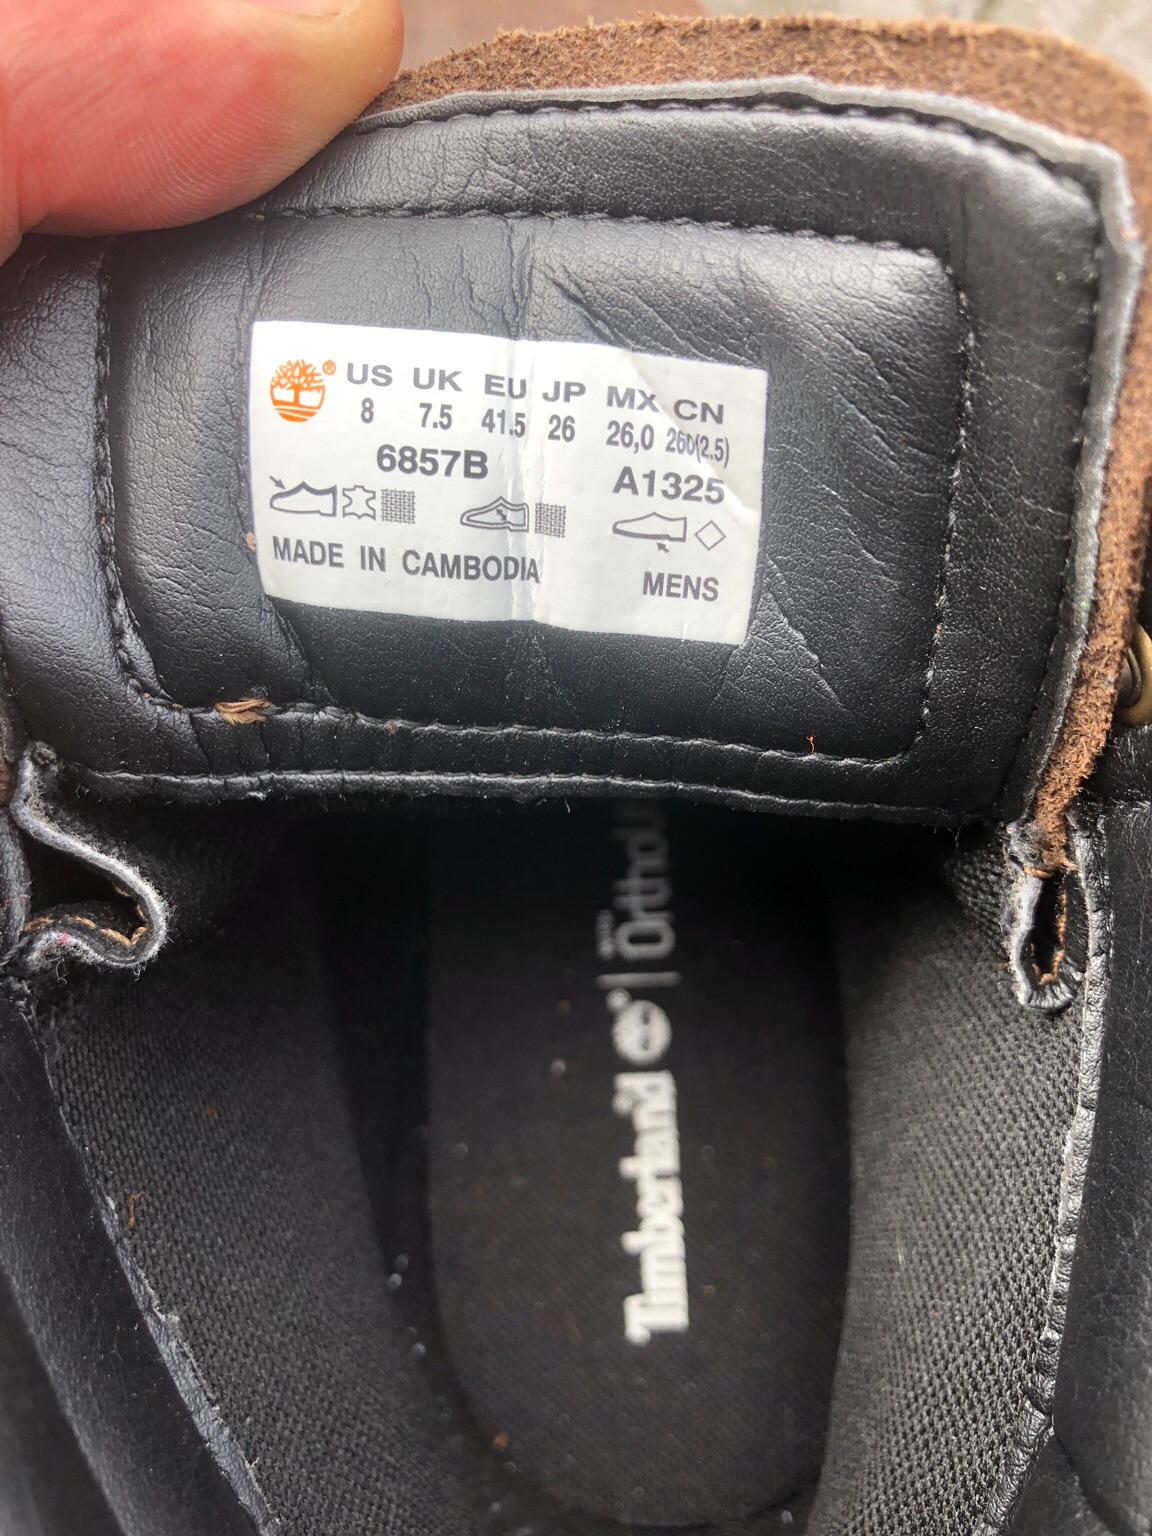 US UK EU JP MX CN
8 7.5 41.5 26 26,0 260(2.5)
6857B A1325
MADE IN CAMBODIA MENS
Timberland